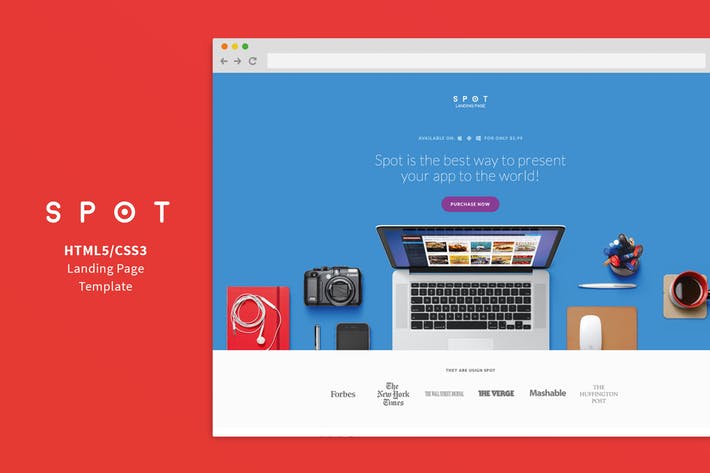 SPOT
HTML5/CSS3
Landing Page
Template
SPOT
LANDING PAGE
AVAILABLE ON: FOR ONLY $5.99
Spot is the best way to present
your app to the world!
PURCHASE NOW
THEY ARE USIGN SPOT
Forbes
The
New York
Times
THE WALL STREET JOURNAL
THE VERGE
Mashable
THE
HUFFINGTON
POST